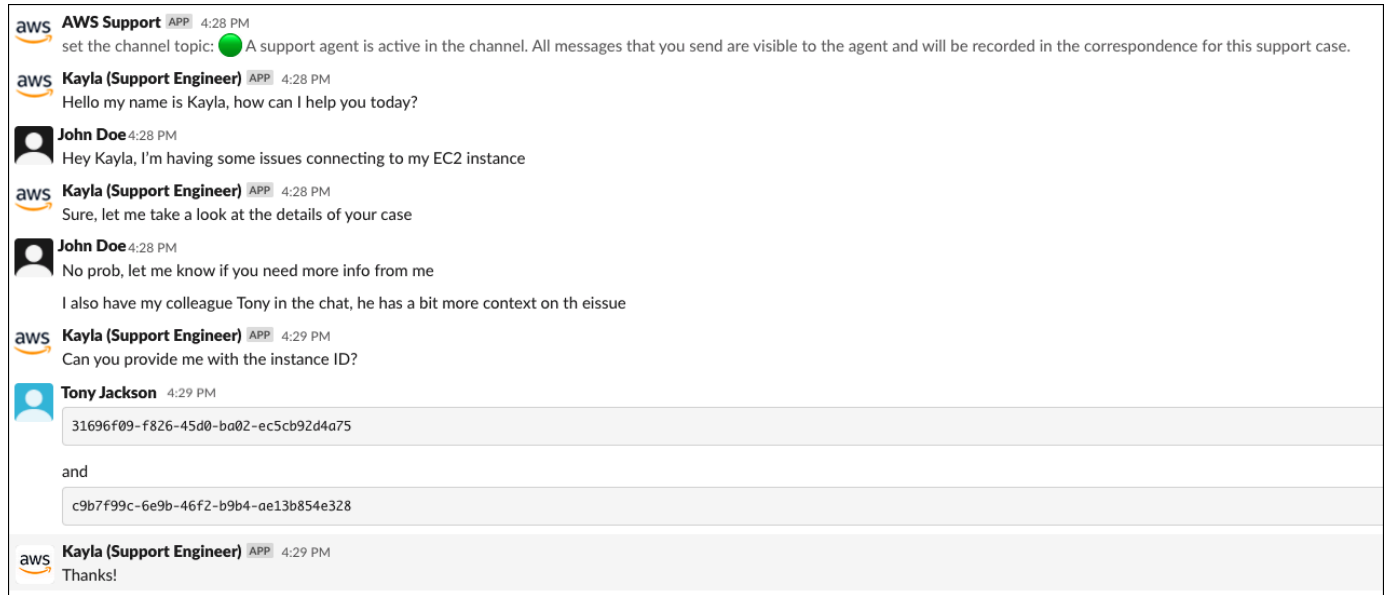 aws AWS Support APP 4:28 PM
set the channel topic: A support agent is active in the channel. All messages that you send are visible to the agent and will be recorded in the correspondence for this support case.
aws Kayla (Support Engineer) APP 4:28 PM
Hello my name is Kayla, how can I help you today?
John Doe 4:28 PM
Hey Kayla, I'm having some issues connecting to my EC2 instance
aws Kayla (Support Engineer) APP 4:28 PM
Sure, let me take a look at the details of your case
John Doe 4:28 PM
No prob, let me know if you need more info from me
I also have my colleague Tony in the chat, he has a bit more context on th eissue
aws Kayla (Support Engineer) APP 4:29 PM
Can you provide me with the instance ID?
Tony Jackson 4:29 PM
31696f09-f826-45d0-ba02-ec5cb92d4a75
and
c9b7f99c-6e9b-46f2-b9b4-ae13b854e328
aws Kayla (Support Engineer) APP 4:29 PM
Thanks!